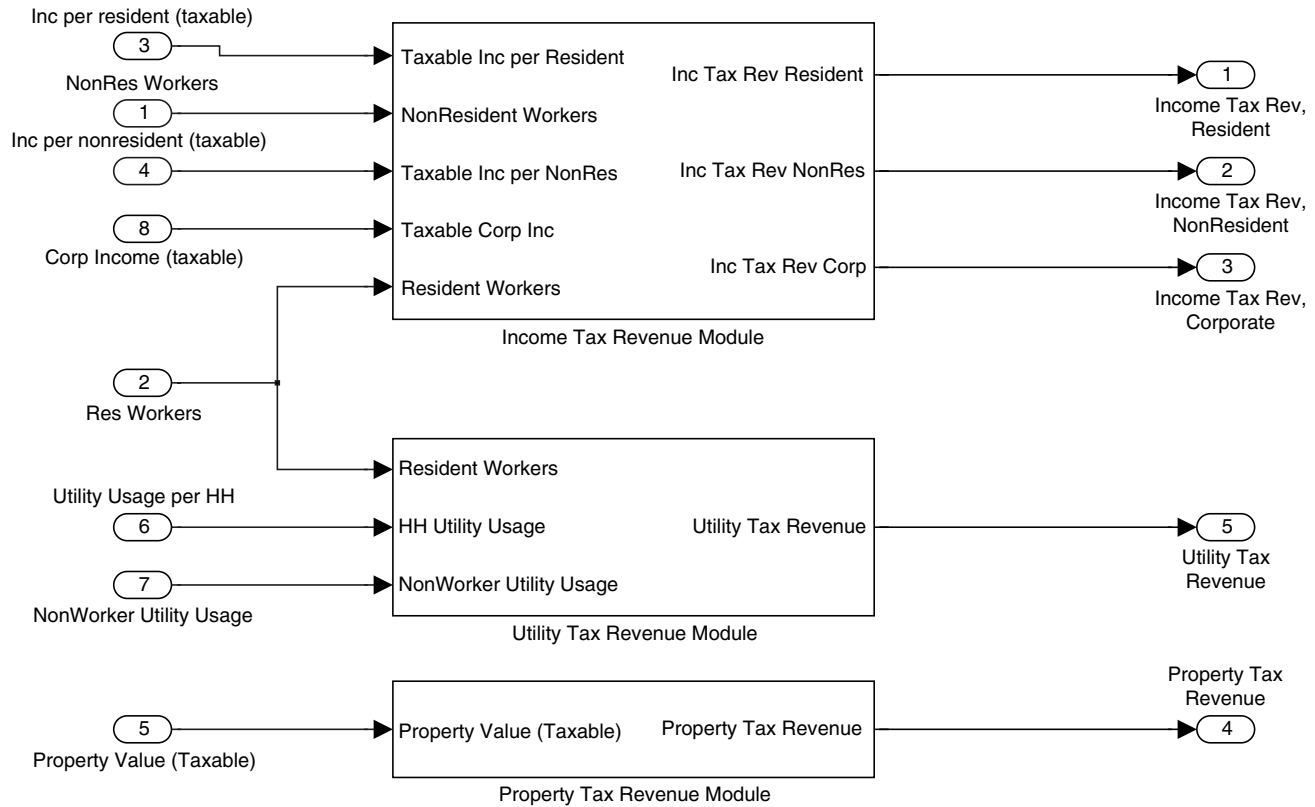 Inc per resident (taxable)
3
NonRes Workers
1
Inc per nonresident (taxable)
4
8
Corp Income (taxable)
2
Res Workers
Utility Usage per HH
6
7
NonWorker Utility Usage
5
Property Value (Taxable)
Taxable Inc per Resident
NonResident Workers
Taxable Inc per NonRes
Taxable Corp Inc
Resident Workers
Inc Tax Rev Resident
Inc Tax Rev NonRes
Inc Tax Rev Corp
Income Tax Revenue Module
Resident Workers
HH Utility Usage
NonWorker Utility Usage
Utility Tax Revenue
Utility Tax Revenue Module
Property Value (Taxable)
Property Tax Revenue
Property Tax Revenue Module
1
Income Tax Rev,
Resident
2
Income Tax Rev,
NonResident
3
Income Tax Rev,
Corporate
5
Utility Tax
Revenue
Property Tax
Revenue
4